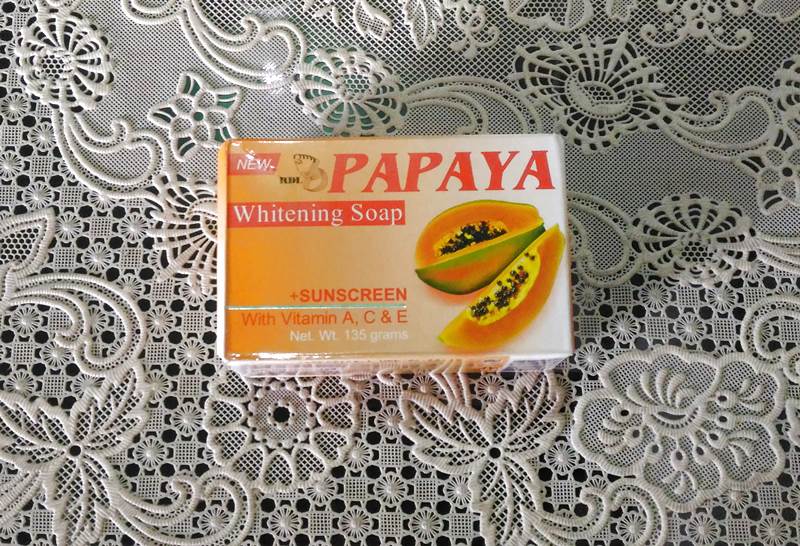 NEW
RDL
PAPAYA
Whitening Soap
+SUNSCREEN
With Vitamin A, C & E
Net. Wt. 135 grams